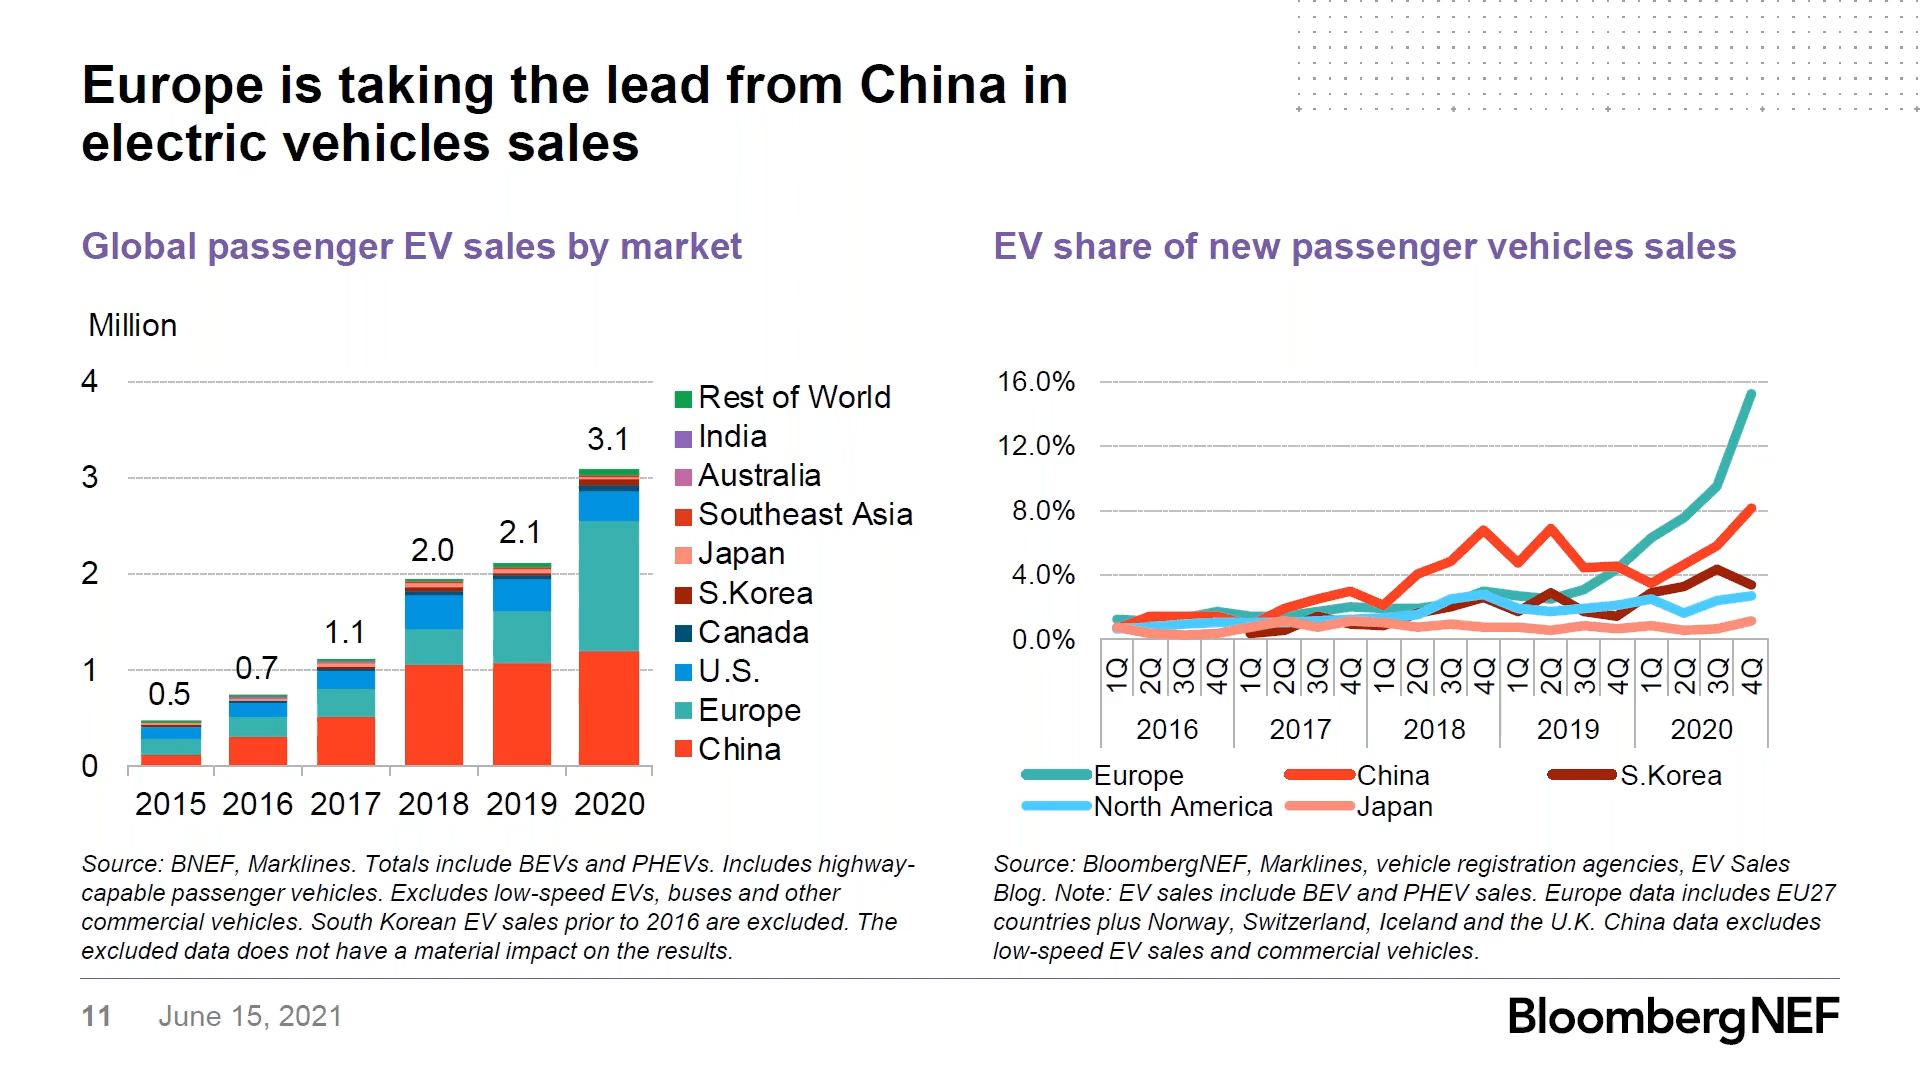 Europe is taking the lead from China in
electric vehicles sales
Global passenger EV sales by market
Million
4
3
2
1
0
0.5
0.7
1.1
2.0
2.1
3.1
2015 2016 2017 2018 2019 2020
Rest of World
India
Australia
Southeast Asia
Japan
S.Korea
Canada
U.S.
Europe
China
Source: BNEF, Marklines. Totals include BEVs and PHEVs. Includes highway-
capable passenger vehicles. Excludes low-speed EVs, buses and other
commercial vehicles. South Korean EV sales prior to 2016 are excluded. The
excluded data does not have a material impact on the results.
EV share of new passenger vehicles sales
16.0%
12.0%
8.0%
4.0%
0.0%
1Q 2Q 3Q 4Q 1Q 2Q 3Q 4Q 1Q 2Q 3Q 4Q 1Q 2Q 3Q 4Q 1Q 2Q 3Q 4Q
2016 2017 2018 2019 2020
Europe China S.Korea
North America Japan
Source: BloombergNEF, Marklines, vehicle registration agencies, EV Sales
Blog. Note: EV sales include BEV and PHEV sales. Europe data includes EU27
countries plus Norway, Switzerland, Iceland and the U.K. China data excludes
low-speed EV sales and commercial vehicles.
11 June 15, 2021
BloombergNEF